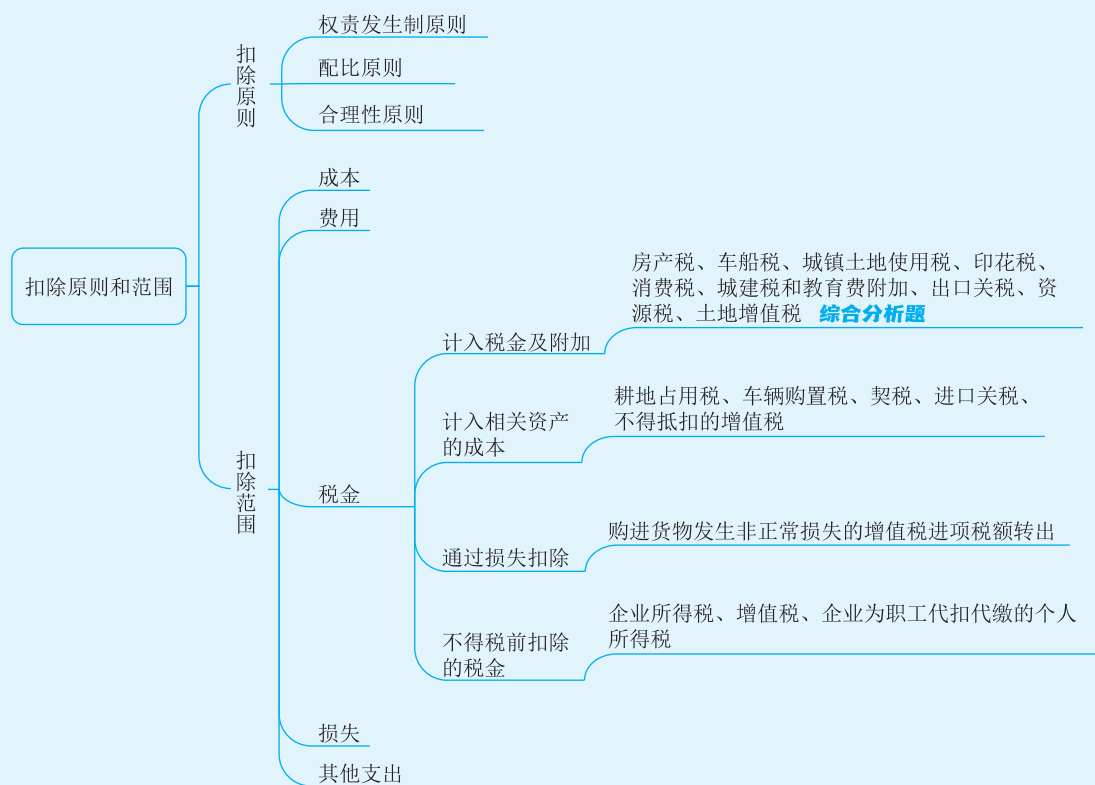 扣除原则和范围
扣除原则
权责发生制原则
配比原则
合理性原则
扣除范围
成本
费用
税金
计入税金及附加
房产税、车船税、城镇土地使用税、印花税、
消费税、城建税和教育费附加、出口关税、资
源税、土地增值税 综合分析题
计入相关资产
的成本
耕地占用税、车辆购置税、契税、进口关税、
不得抵扣的增值税
通过损失扣除
购进货物发生非正常损失的增值税进项税额转出
不得税前扣除
的税金
企业所得税、增值税、企业为职工代扣代缴的个人
所得税
损失
其他支出